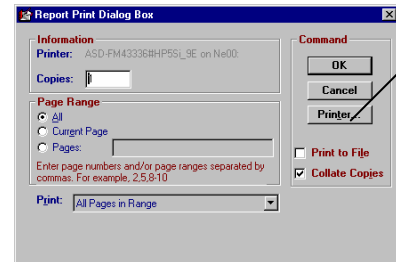 Report Print Dialog Box
Information
Printer: ASD-FM43336#HP5Si_9E on Ne00:
Copies:
Page Range
All
Current Page
Pages:
Enter page numbers and/or page ranges separated by
commas. For example, 2,5,8-10
Print: All Pages in Range
Command
OK
Cancel
Printer...
Print to File
Collate Copies